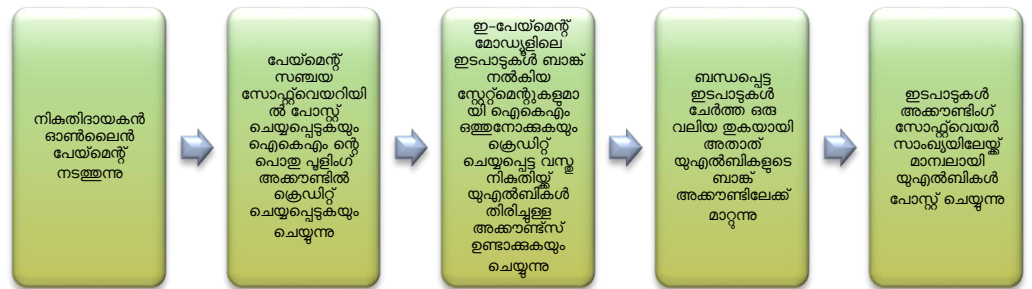 നികുതിദായകൻ
ഓൺലൈൻ
പേയ്മെന്റ്
നടത്തുന്നു
പേയ്മെന്റ്
സഞ്ചയ
സോഫ്റ്റ്‌വെയറിയി
ൽ പോസ്റ്റ്
ചെയ്യപ്പെടുകയും
ഐകെഎം ന്റെ
പൊതു പൂളിംഗ്
അക്കൗണ്ടിൽ
ക്രെഡിറ്റ്
ചെയ്യപ്പെടുകയും
ചെയ്യുന്നു
ഇ-പേയ്മെന്റ്
മോഡ്യൂളിലെ
ഇടപാടുകൾ ബാങ്ക്
നൽകിയ
സ്റ്റേറ്റ്മെന്റുകളുമാ
യി ഐകെഎം
ഒത്തുനോക്കുകയും
ക്രെഡിറ്റ്
ചെയ്യപ്പെട്ട വസ്തു
നികുതിയ്ക്ക്
യുഎൽബികൾ
തിരിച്ചുള്ള
അക്കൗണ്ട്സ്
ഉണ്ടാക്കുകയും
ചെയ്യുന്നു
ബന്ധപ്പെട്ട
ഇടപാടുകൾ
ചേർത്ത ഒരു
വലിയ തുകയായി
അതാത്
യുഎൽബികളുടെ
ബാങ്ക്
അക്കൗണ്ടിലേക്ക്
മാറ്റുന്നു
ഇടപാടുകൾ
അക്കൗണ്ടിംഗ്
സോഫ്റ്റ്‌വെയർ
സാംഖ്യയിലേയ്ക്ക്
മാന്വലായി
യുഎൽബികൾ
പോസ്റ്റ് ചെയ്യുന്നു